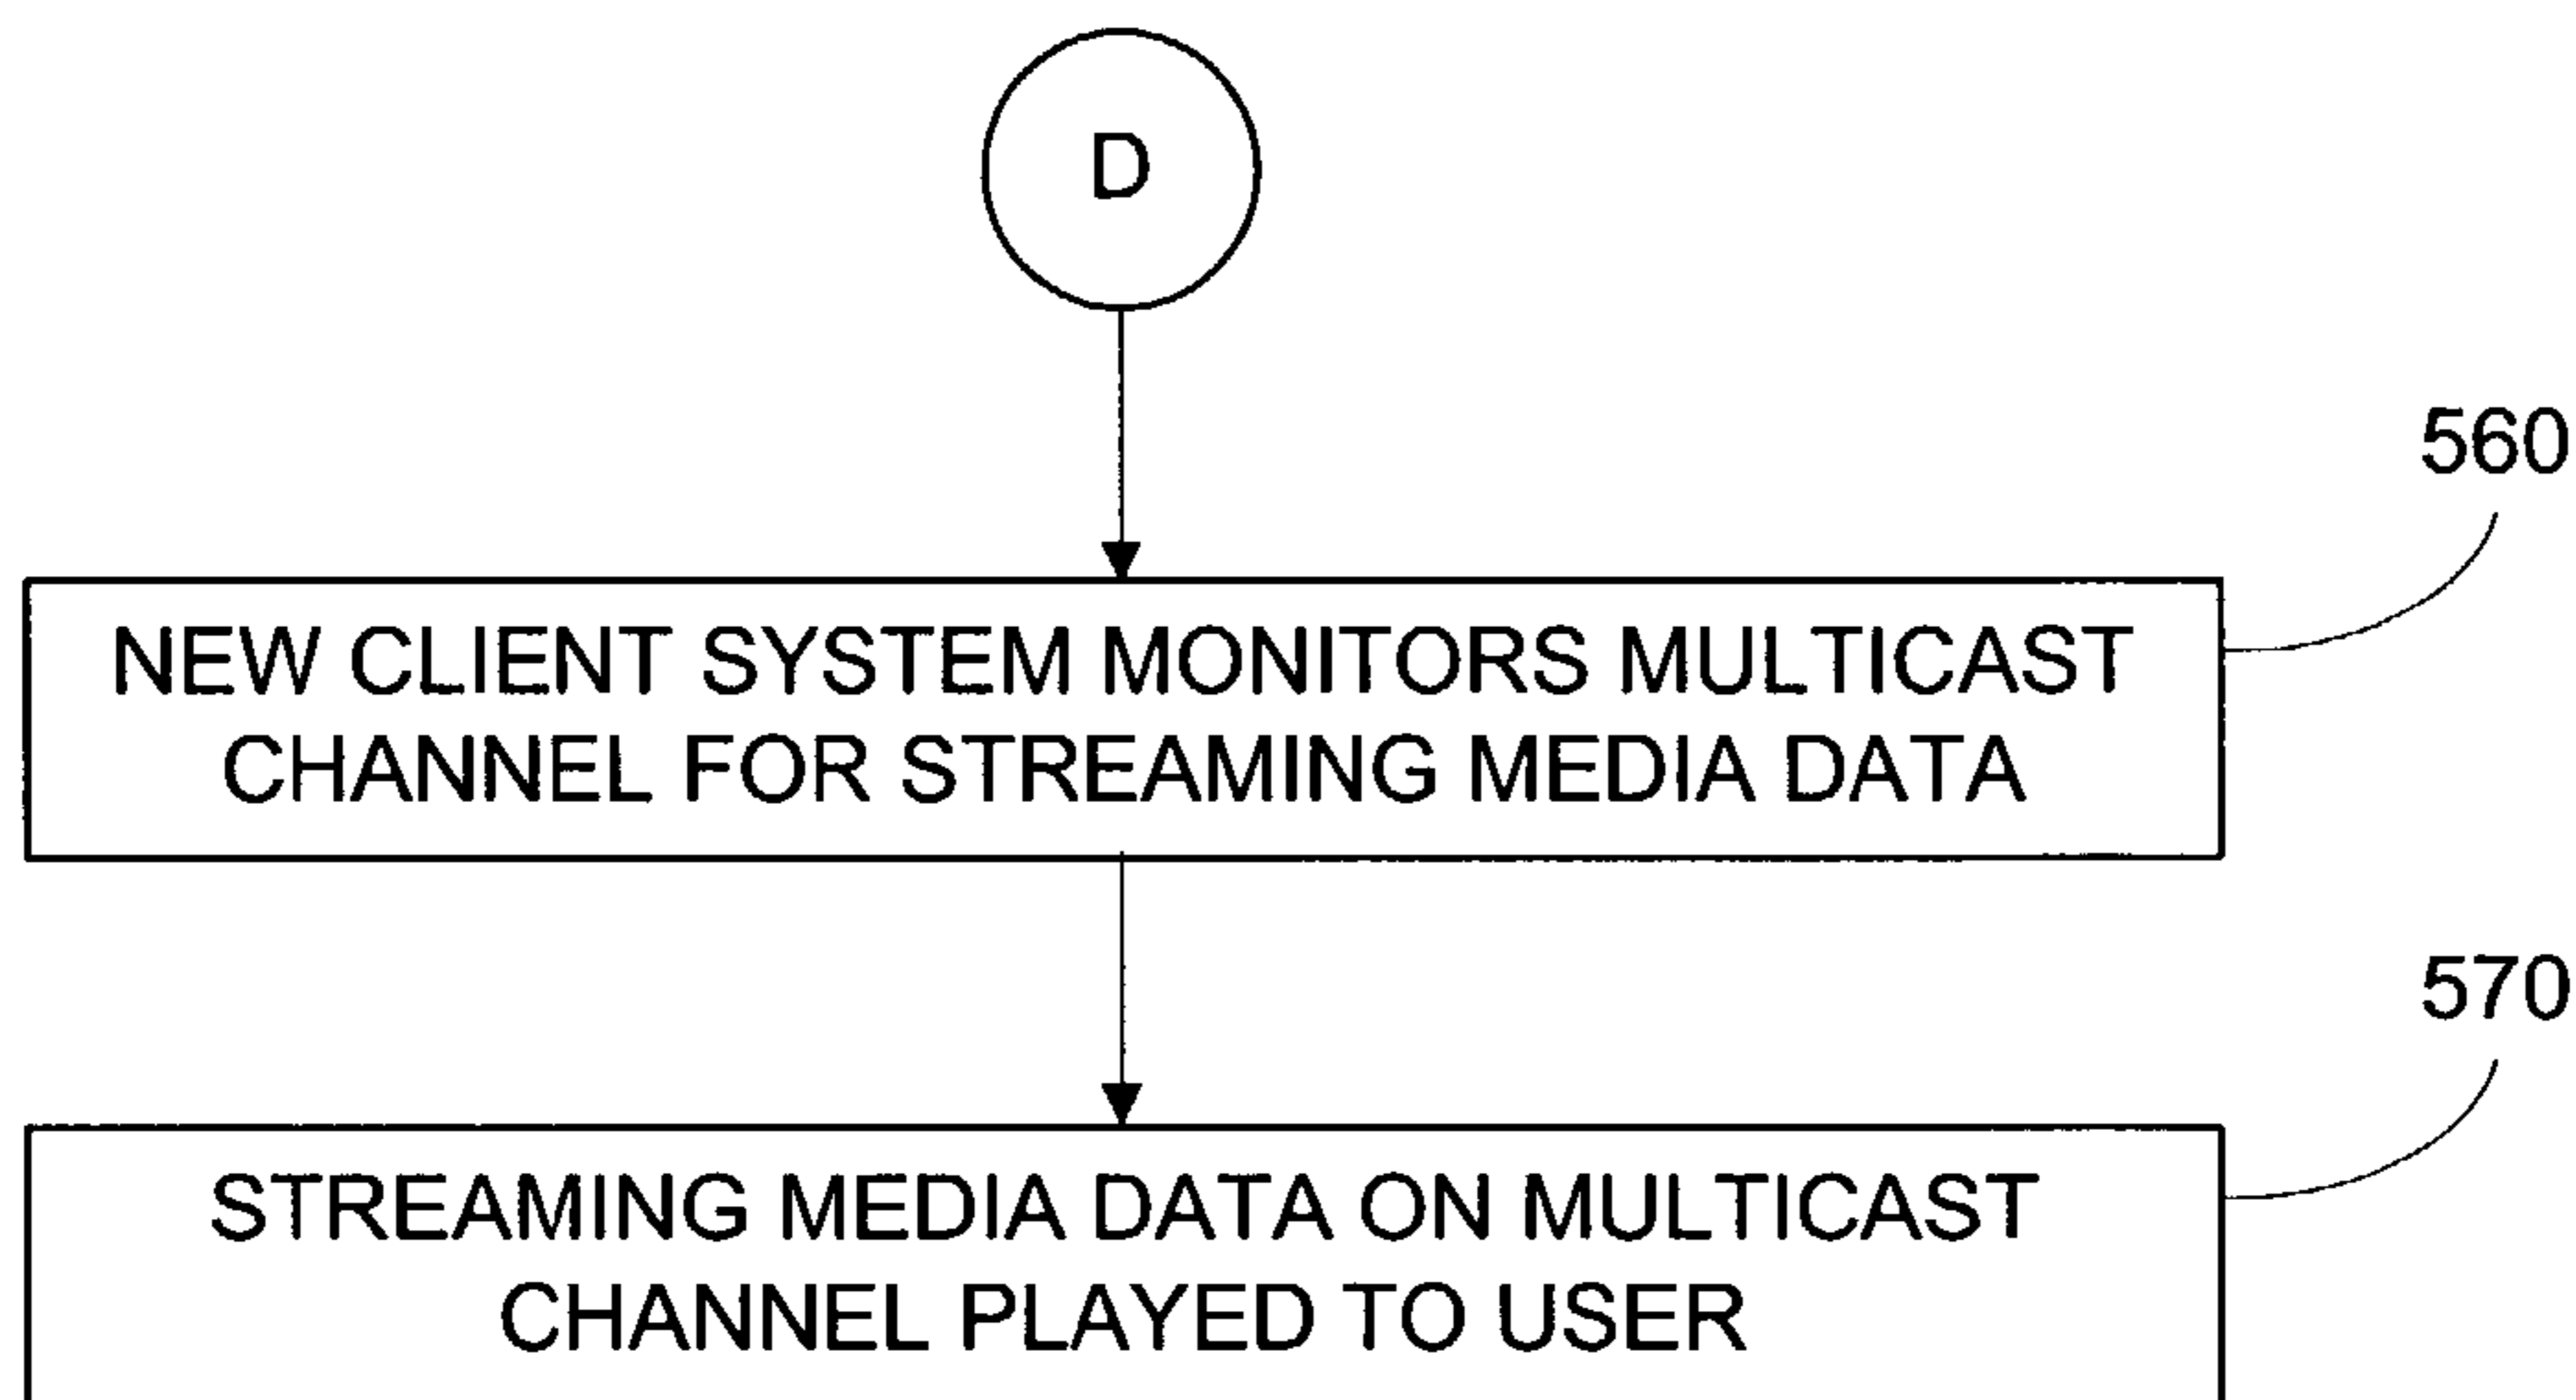 D
560
NEW CLIENT SYSTEM MONITORS MULTICAST
CHANNEL FOR STREAMING MEDIA DATA
570
STREAMING MEDIA DATA ON MULTICAST
CHANNEL PLAYED TO USER